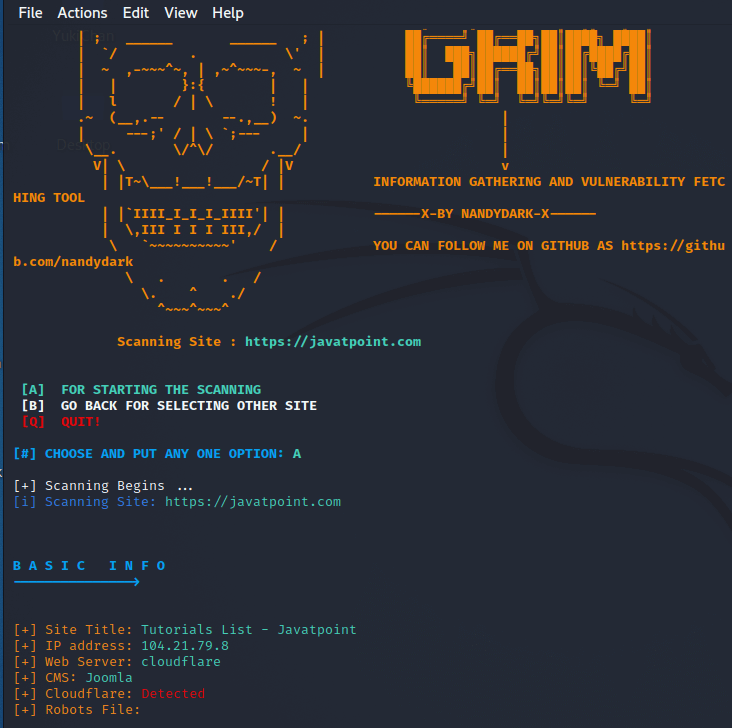 File Actions Edit View Help
INFORMATION GATHERING AND VULNERABILITY FETC
HING TOOL
──────X-BY NANDYDARK-X──────
YOU CAN FOLLOW ME ON GITHUB AS https://githu
b.com/nandydark
Scanning Site : https://javatpoint.com
[A] FOR STARTING THE SCANNING
[B] GO BACK FOR SELECTING OTHER SITE
[Q] QUIT!
[#] CHOOSE AND PUT ANY ONE OPTION: A
[+] Scanning Begins ...
[i] Scanning Site: https://javatpoint.com
B A S I C I N F O
[+] Site Title: Tutorials List - Javatpoint
[+] IP address: 104.21.79.8
[+] Web Server: cloudflare
[+] CMS: Joomla
[+] Cloudflare: Detected
[+] Robots File: